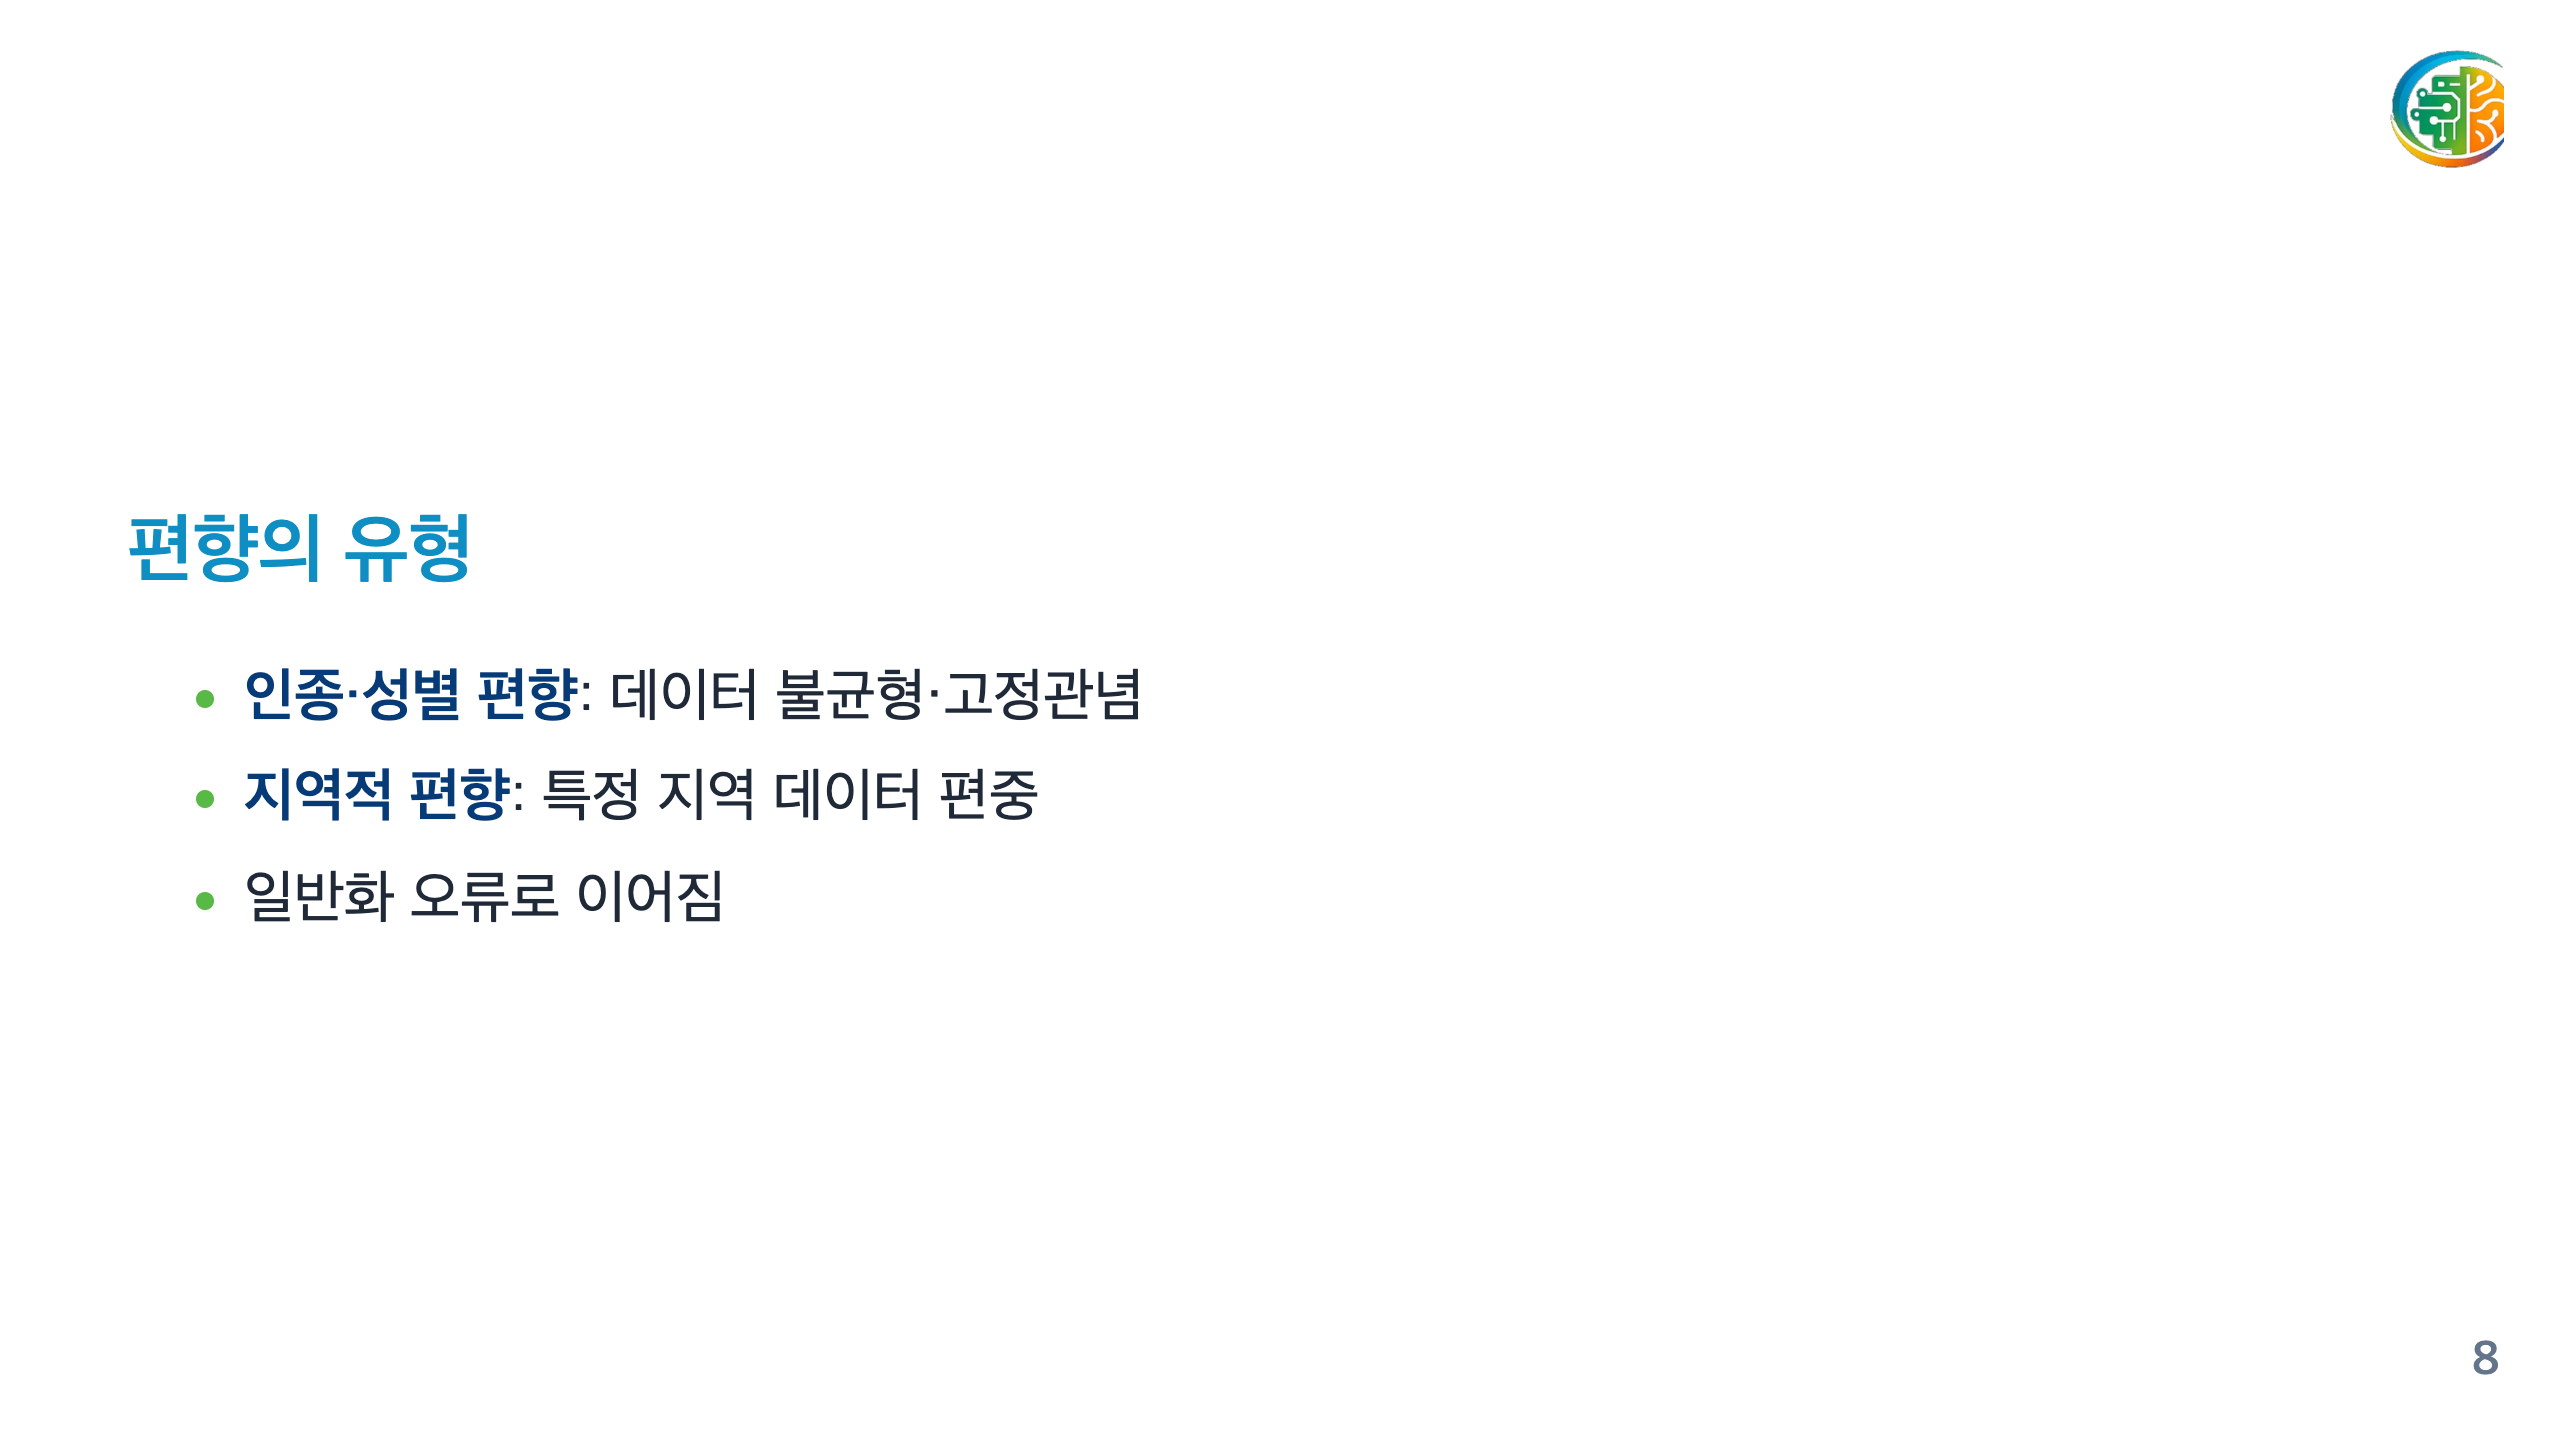 편향의 유형
• 인종·성별 편향: 데이터 불균형·고정관념
• 지역적 편향: 특정 지역 데이터 편중
• 일반화 오류로 이어짐
8